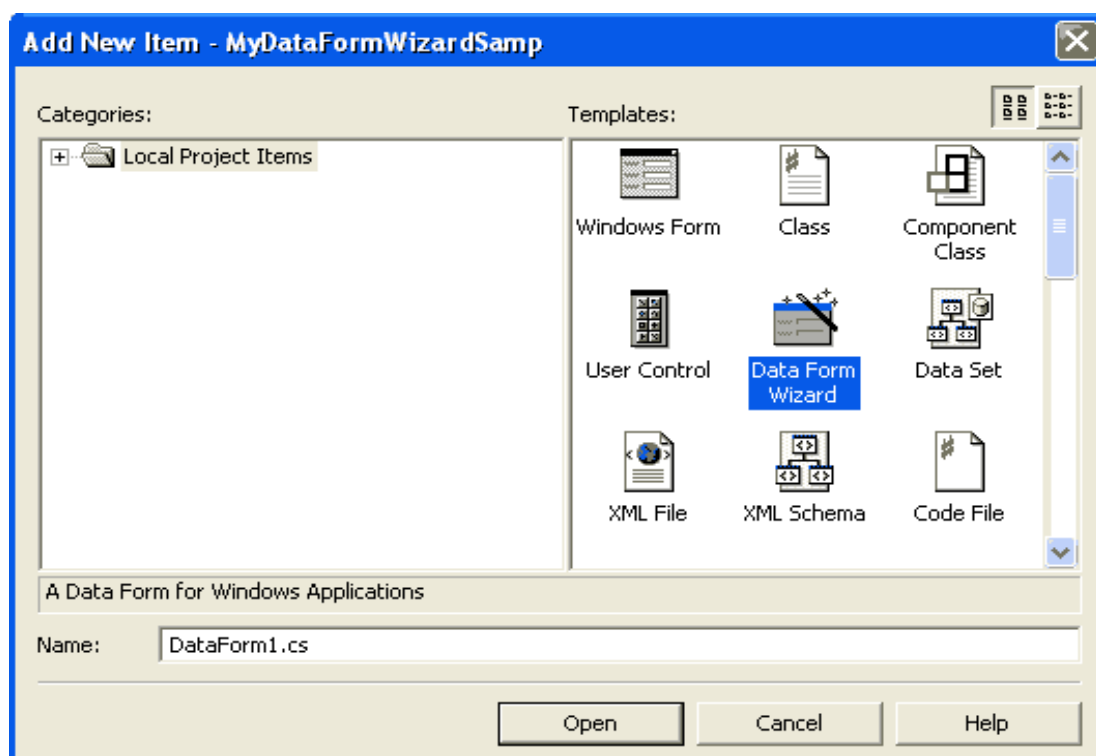 Add New Item - MyDataFormWizardSamp
Categories:
Templates:
Local Project Items
Windows Form
Class
Component
Class
User Control
Data Form
Wizard
Data Set
XML File
XML Schema
Code File
A Data Form for Windows Applications
Name:
DataForm1.cs
Open
Cancel
Help